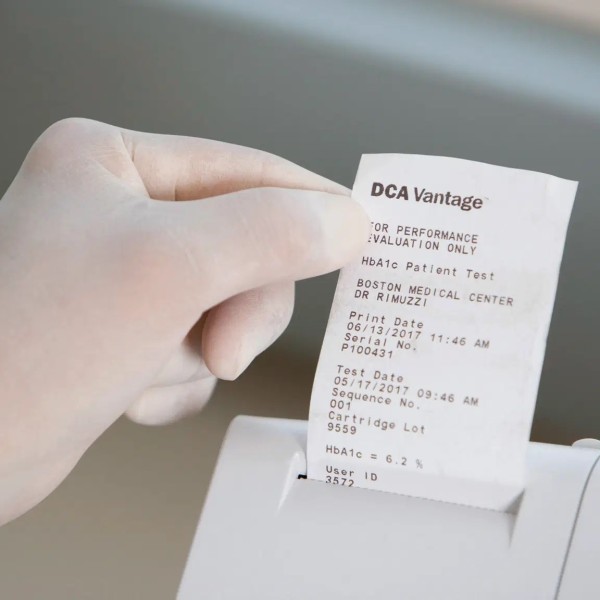 DCA Vantage™
FOR PERFORMANCE
EVALUATION ONLY
HbA1c Patient Test
BOSTON MEDICAL CENTER
DR RIMUZZI
Print Date
06/13/2017 11:46 AM
Serial No.
P100431
Test Date
05/17/2017 09:46 AM
Sequence No.
001
Cartridge Lot
9559
HbA1c = 6.2 %
User ID
3572